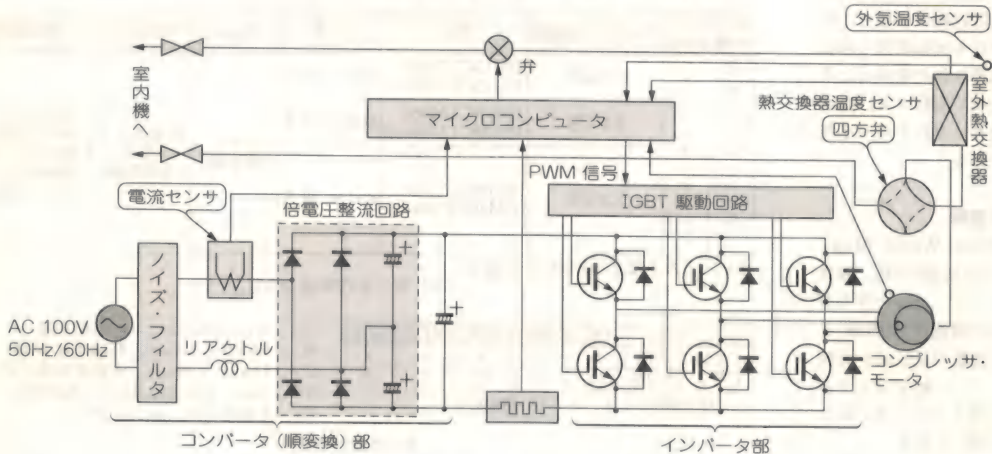 外気温度センサ
弁
室内機へ
熱交換器温度センサ
室外熱交換器
マイクロコンピュータ
四方弁
PWM 信号
電流センサ
倍電圧整流回路
IGBT 駆動回路
ノイズ・フィルタ
AC 100V
50Hz/60Hz
リアクトル
コンプレッサ・
モータ
コンバータ(順変換)部
インバータ部